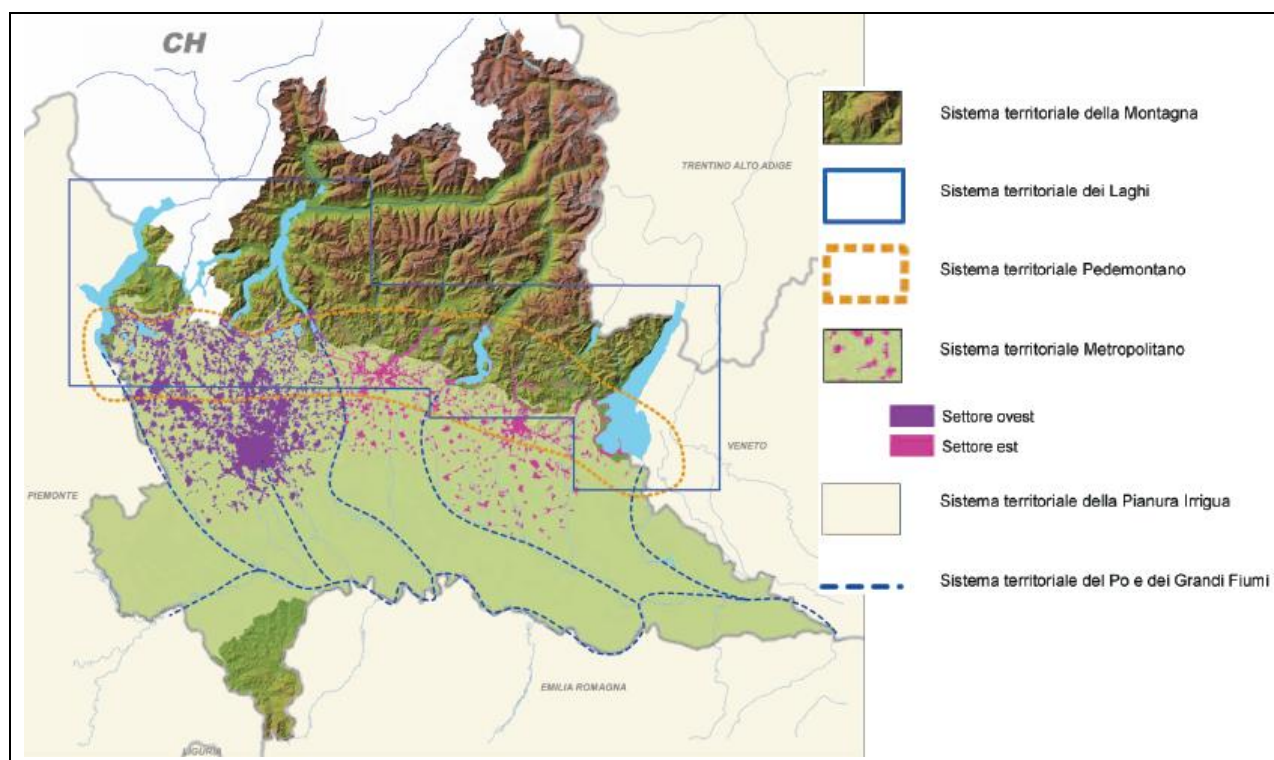 CH
TRENTINO ALTO ADIGE
VENETO
PIEMONTE
EMILIA ROMAGNA
LIGURIA
Sistema territoriale della Montagna
Sistema territoriale dei Laghi
Sistema territoriale Pedemontano
Sistema territoriale Metropolitano
Settore ovest
Settore est
Sistema territoriale della Pianura Irrigua
Sistema territoriale del Po e dei Grandi Fiumi